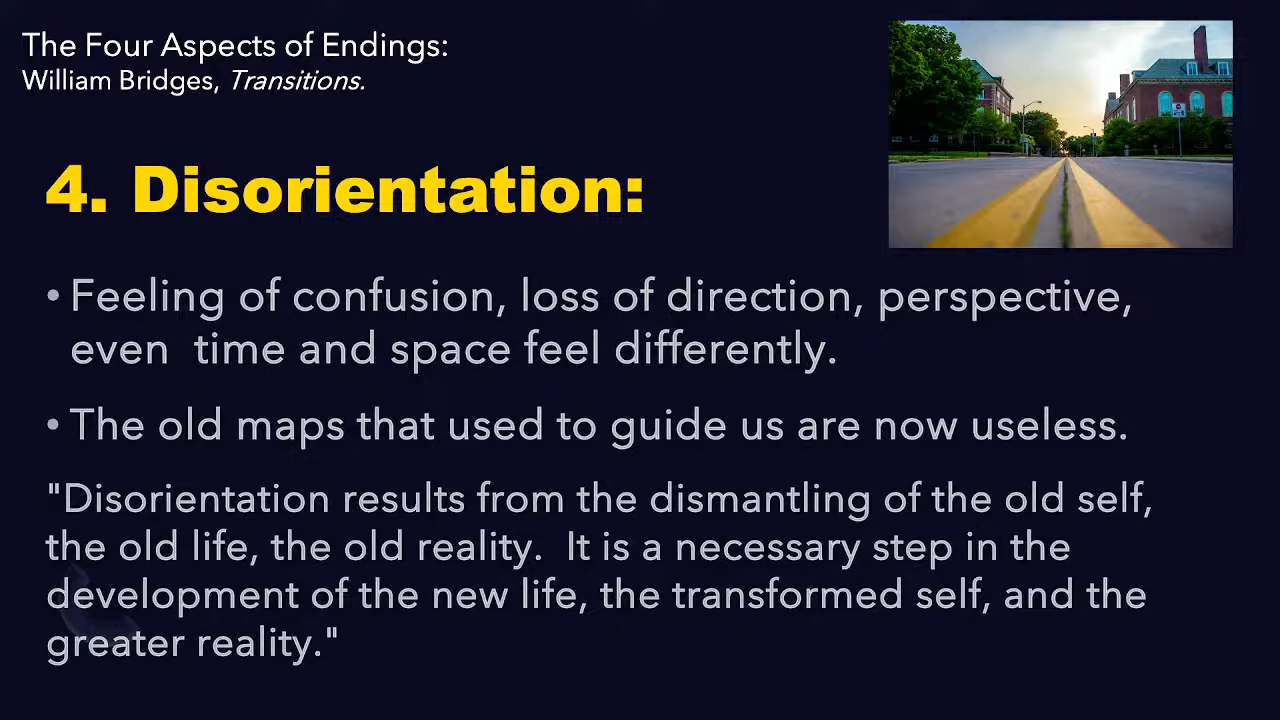 The Four Aspects of Endings:
William Bridges, Transitions.
4. Disorientation:
• Feeling of confusion, loss of direction, perspective,
even  time and space feel differently.
• The old maps that used to guide us are now useless.
"Disorientation results from the dismantling of the old self,
the old life, the old reality.  It is a necessary step in the
development of the new life, the transformed self, and the
greater reality."